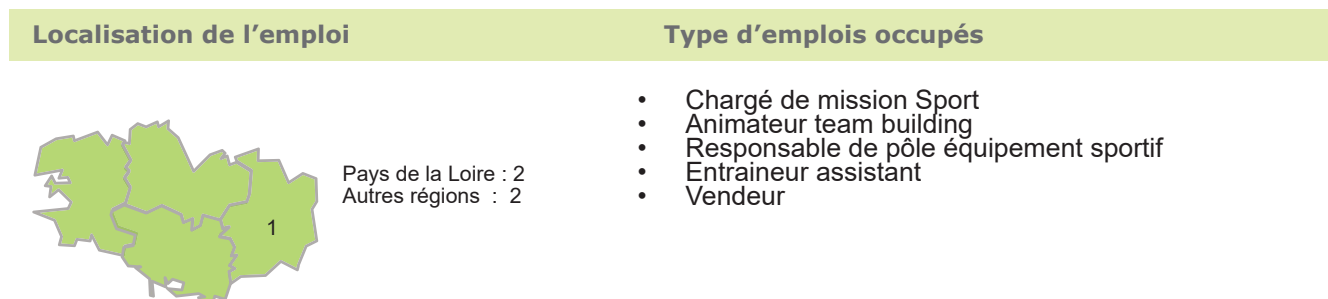 Localisation de l’emploi
Type d’emplois occupés
Pays de la Loire : 2
Autres régions : 2
1
• Chargé de mission Sport
• Animateur team building
• Responsable de pôle équipement sportif
• Entraineur assistant
• Vendeur